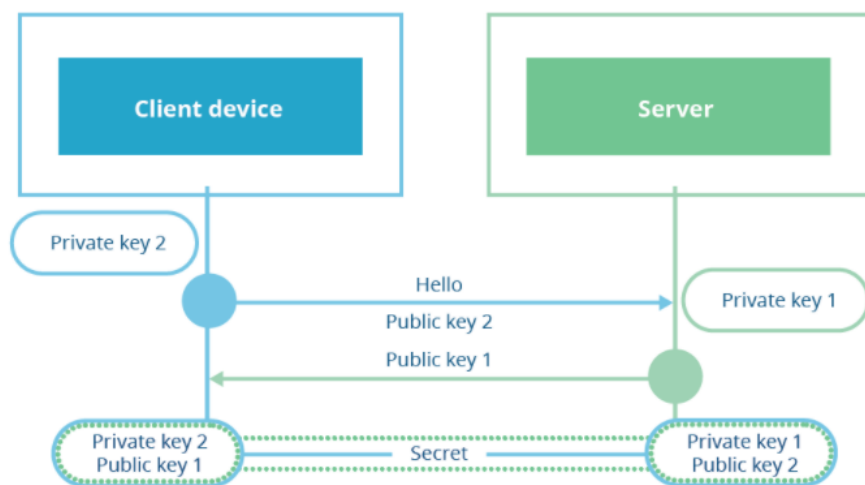 Client device
Server
Private key 2
Hello
Public key 2
Private key 1
Public key 1
Private key 2
Public key 1
Secret
Private key 1
Public key 2